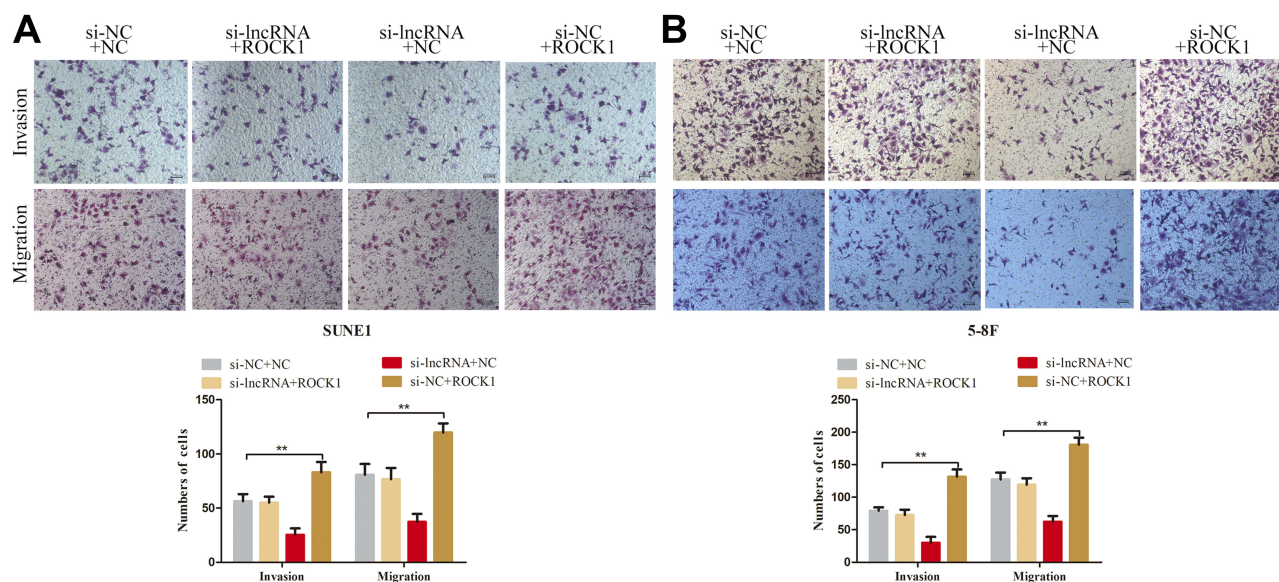 A
si-NC
+NC
si-lncRNA
+ROCK1
si-lncRNA
+NC
si-NC
+ROCK1
Invasion
Migration
SUNE1
si-NC+NC
si-lncRNA+NC
si-lncRNA+ROCK1
si-NC+ROCK1
Numbers of cells
150
100
50
0
**
**
Invasion
Migration
B
si-NC
+NC
si-lncRNA
+ROCK1
si-lncRNA
+NC
si-NC
+ROCK1
5-8F
si-NC+NC
si-lncRNA+NC
si-lncRNA+ROCK1
si-NC+ROCK1
Numbers of cells
250
200
150
100
50
0
**
**
Invasion
Migration